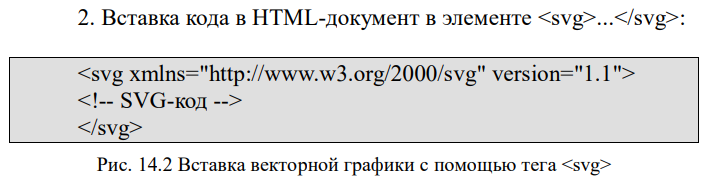 2. Вставка кода в HTML-документ в элементе <svg>...</svg>:
<svg xmlns="http://www.w3.org/2000/svg" version="1.1">
<!-- SVG-код -->
</svg>
Рис. 14.2 Вставка векторной графики с помощью тега <svg>